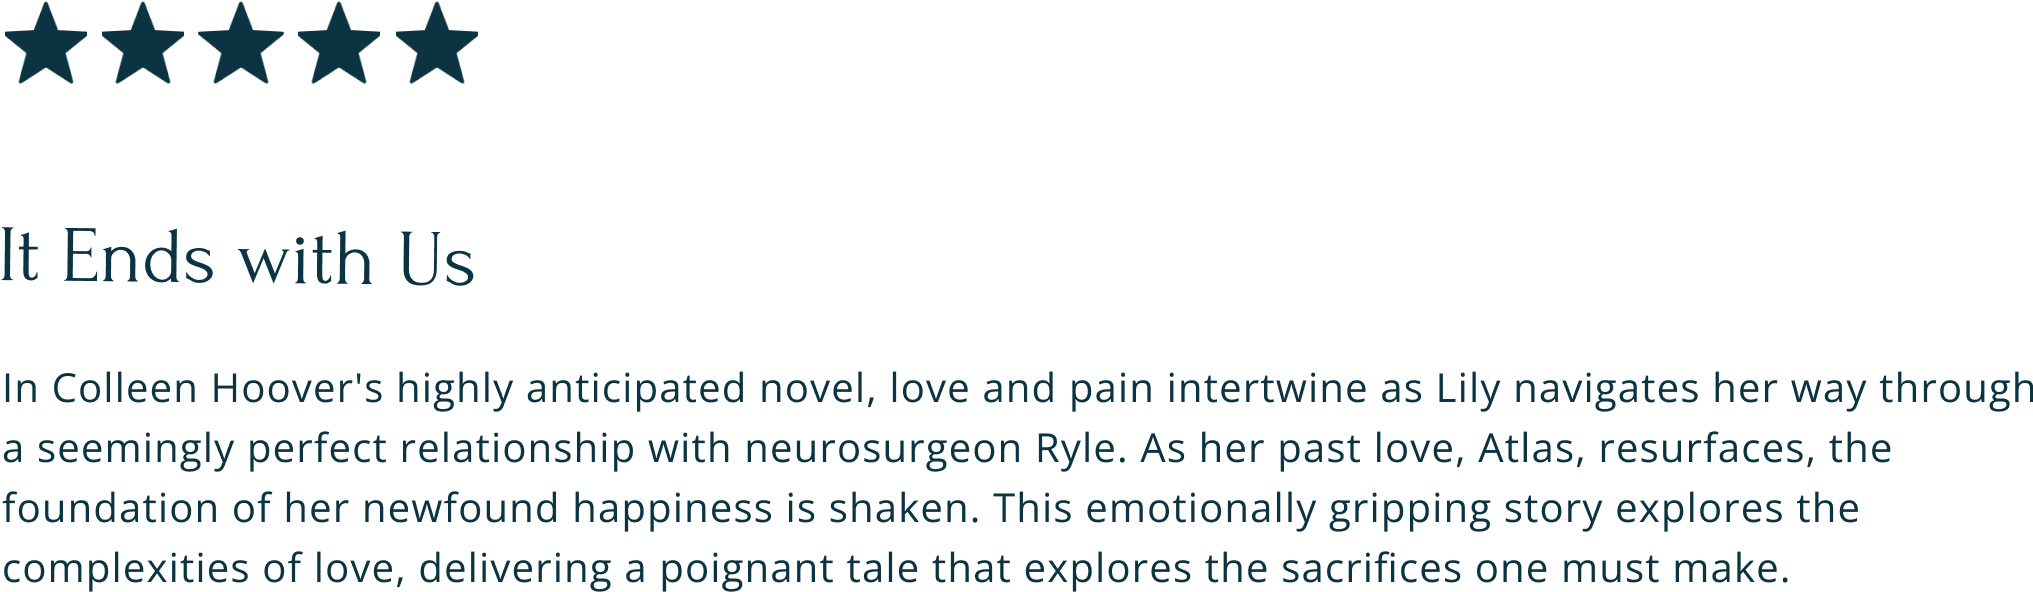 It Ends with Us
In Colleen Hoover's highly anticipated novel, love and pain intertwine as Lily navigates her way through
a seemingly perfect relationship with neurosurgeon Ryle. As her past love, Atlas, resurfaces, the
foundation of her newfound happiness is shaken. This emotionally gripping story explores the
complexities of love, delivering a poignant tale that explores the sacrifices one must make.